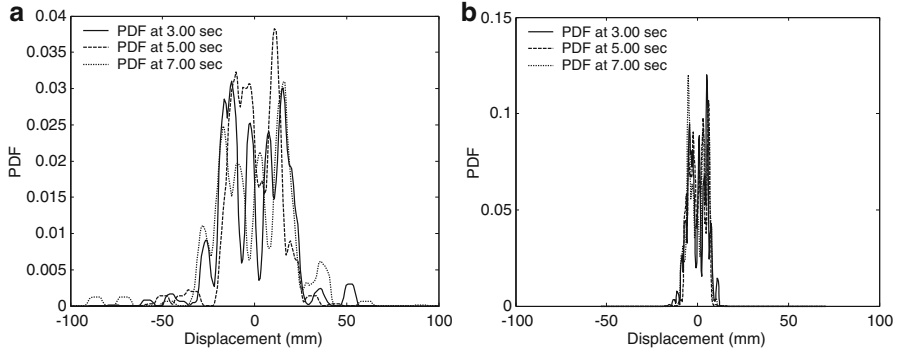 a
PDF at 3.00 sec
PDF at 5.00 sec
PDF at 7.00 sec
0.04
0.035
0.03
0.025
0.02
0.015
0.01
0.005
0
PDF
-100
-50
0
50
100
Displacement (mm)
b
PDF at 3.00 sec
PDF at 5.00 sec
PDF at 7.00 sec
0.15
0.1
0.05
0
PDF
-100
-50
0
50
100
Displacement (mm)